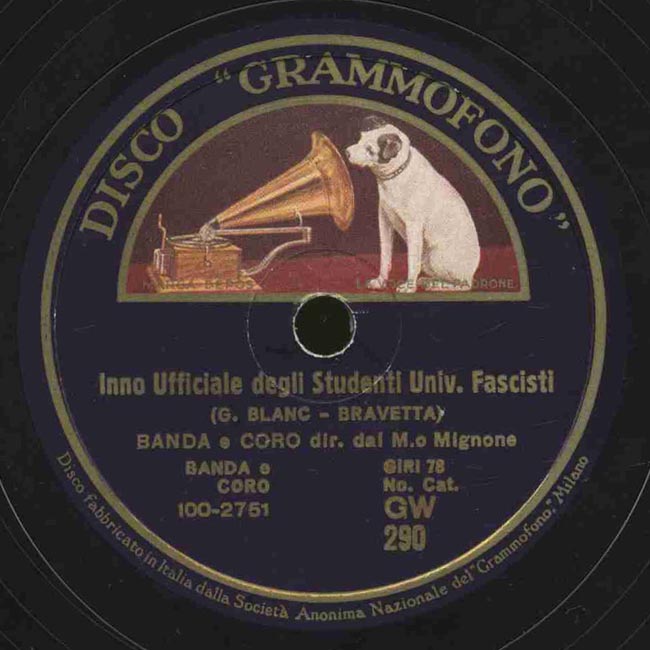 DISCO "GRAMMOFONO"
MARCA DEPOS
LA VOCE DEL PADRONE
Inno Ufficiale degli Studenti Univ. Fascisti
(G. BLANC - BRAVETTA)
BANDA e CORO dir. dal M.o Mignone
BANDA e CORO
100-2751
GIRI 78
No. Cat.
GW
290
Disco fabbricato in Italia dalla Società Anonima Nazionale del "Grammofono," Milano